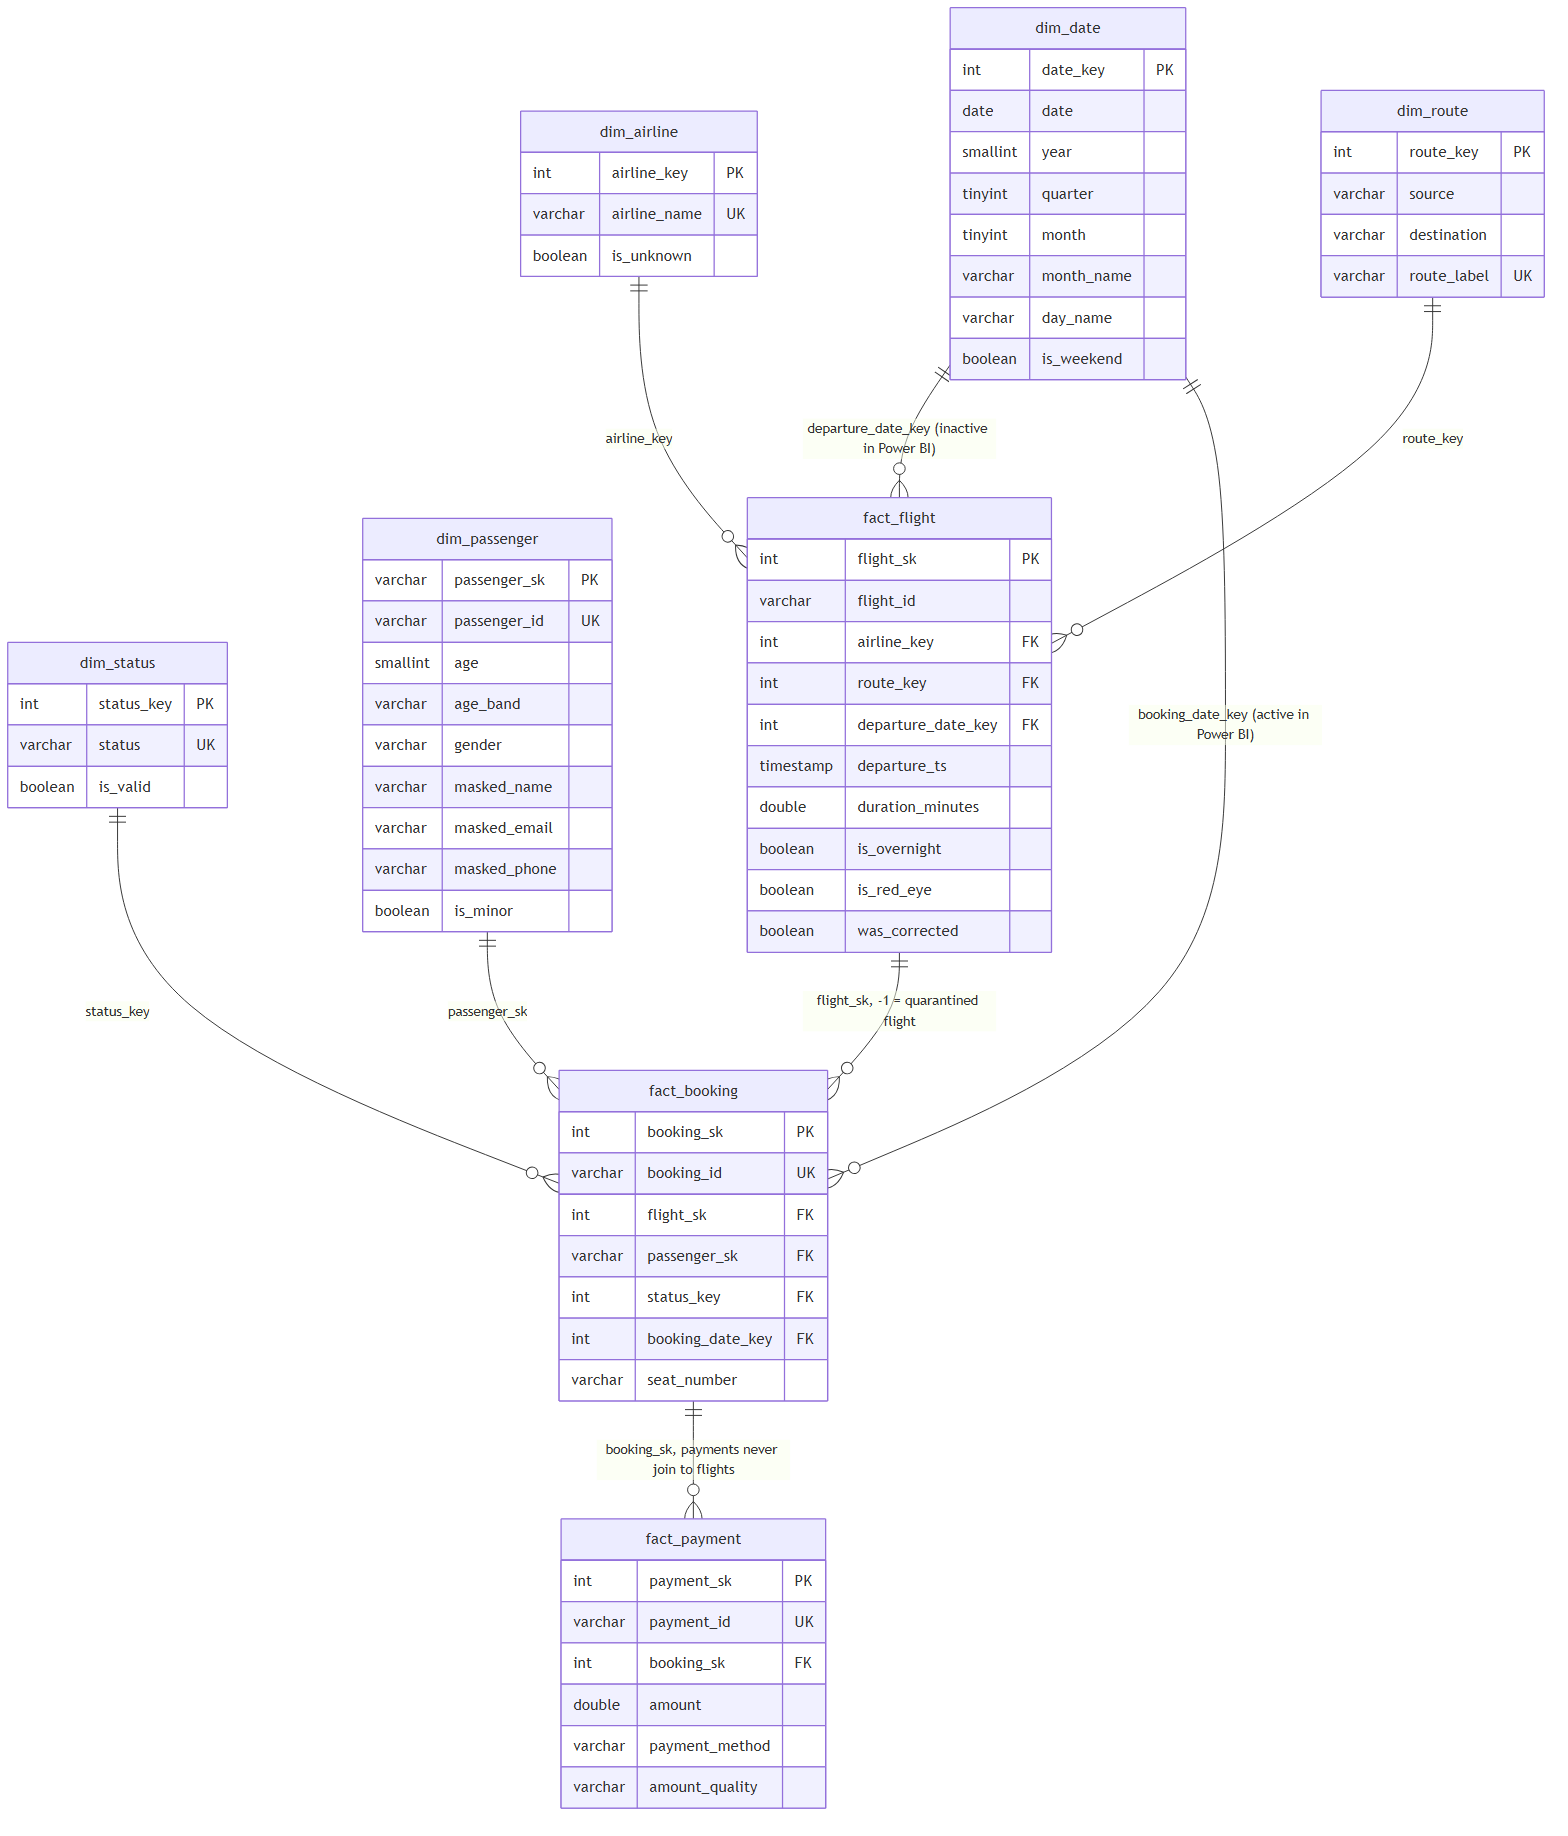 dim_date
int date_key PK
date date
smallint year
tinyint quarter
tinyint month
varchar month_name
varchar day_name
boolean is_weekend
dim_route
int route_key PK
varchar source
varchar destination
varchar route_label UK
dim_airline
int airline_key PK
varchar airline_name UK
boolean is_unknown
airline_key
departure_date_key (inactive
in Power BI)
route_key
fact_flight
int flight_sk PK
varchar flight_id
int airline_key FK
int route_key FK
int departure_date_key FK
timestamp departure_ts
double duration_minutes
boolean is_overnight
boolean is_red_eye
boolean was_corrected
dim_passenger
varchar passenger_sk PK
varchar passenger_id UK
smallint age
varchar age_band
varchar gender
varchar masked_name
varchar masked_email
varchar masked_phone
boolean is_minor
dim_status
int status_key PK
varchar status UK
boolean is_valid
booking_date_key (active in
Power BI)
status_key
passenger_sk
flight_sk, -1 = quarantined
flight
fact_booking
int booking_sk PK
varchar booking_id UK
int flight_sk FK
varchar passenger_sk FK
int status_key FK
int booking_date_key FK
varchar seat_number
booking_sk, payments never
join to flights
fact_payment
int payment_sk PK
varchar payment_id UK
int booking_sk FK
double amount
varchar payment_method
varchar amount_quality